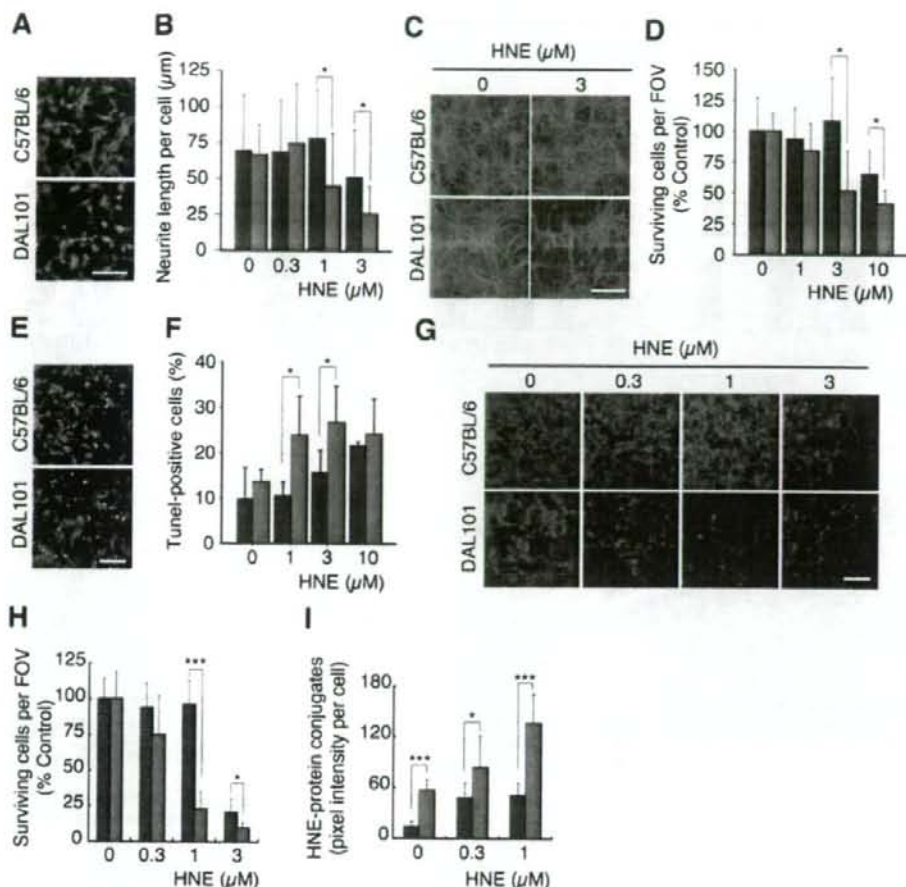 A
C57BL/6
DAL101
B
Neurite length per cell (μm)
125
100
75
50
25
0
* *
0 0.3 1 3
HNE (μM)
C
HNE (μM)
0 3
C57BL/6
DAL101
D
Surviving cells per FOV
(% Control)
150
125
100
75
50
25
0
* *
0 1 3 10
HNE (μM)
E
C57BL/6
DAL101
F
Tunel-positive cells (%)
40
30
20
10
0
* *
0 1 3 10
HNE (μM)
G
HNE (μM)
0 0.3 1 3
C57BL/6
DAL101
H
Surviving cells per FOV
(% Control)
125
100
75
50
25
0
*** *
0 0.3 1 3
HNE (μM)
I
HNE-protein conjugates
(pixel intensity per cell)
180
120
60
0
*** * ***
0 0.3 1
HNE (μM)